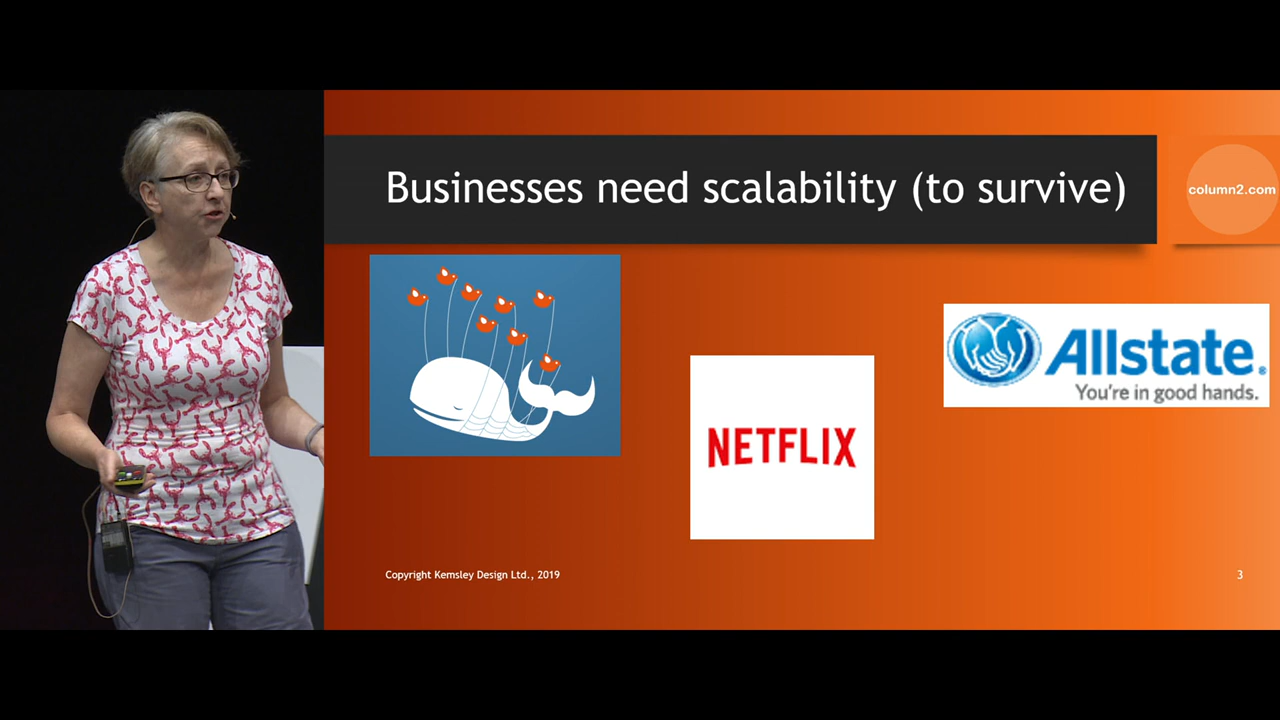 Businesses need scalability (to survive)
column2.com
Allstate.®
You're in good hands.
NETFLIX
Copyright Kemsley Design Ltd., 2019
3